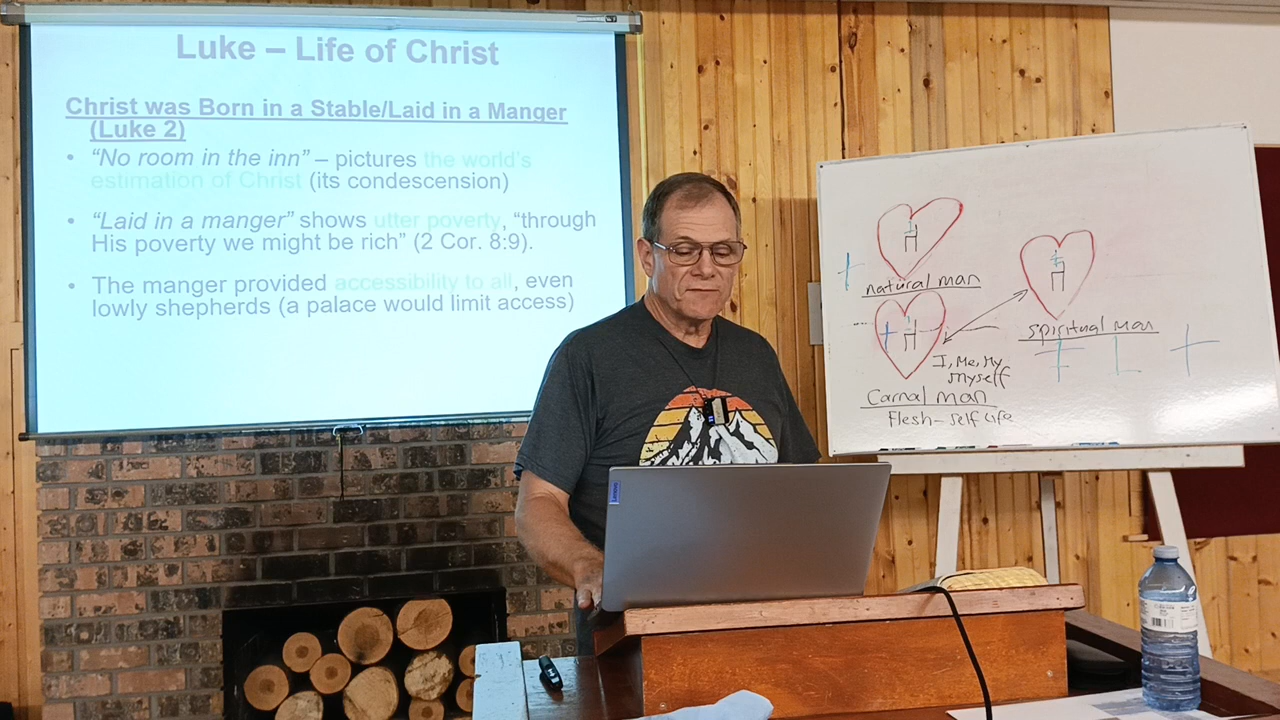 Luke – Life of Christ
Christ was Born in a Stable/Laid in a Manger
(Luke 2)
• “No room in the inn” – pictures the world’s
estimation of Christ (its condescension)
• “Laid in a manger” shows utter poverty, “through
His poverty we might be rich” (2 Cor. 8:9).
• The manger provided accessibility to all, even
lowly shepherds (a palace would limit access)
natural man
spiritual man
I, Me, My
Myself
Carnal man
Flesh – self life
Lenovo